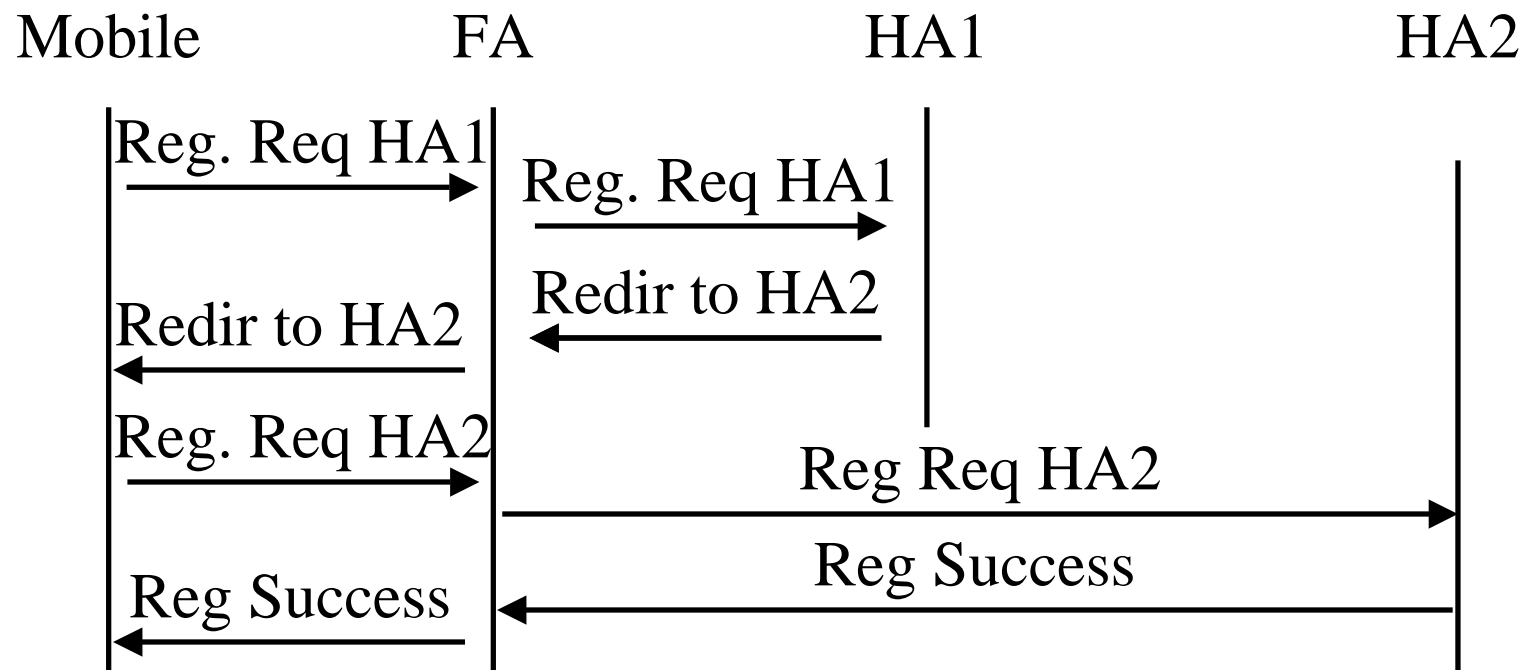 Mobile FA HA1 HA2
Reg. Req HA1
Reg. Req HA1
Redir to HA2
Redir to HA2
Reg. Req HA2
Reg Req HA2
Reg Success
Reg Success